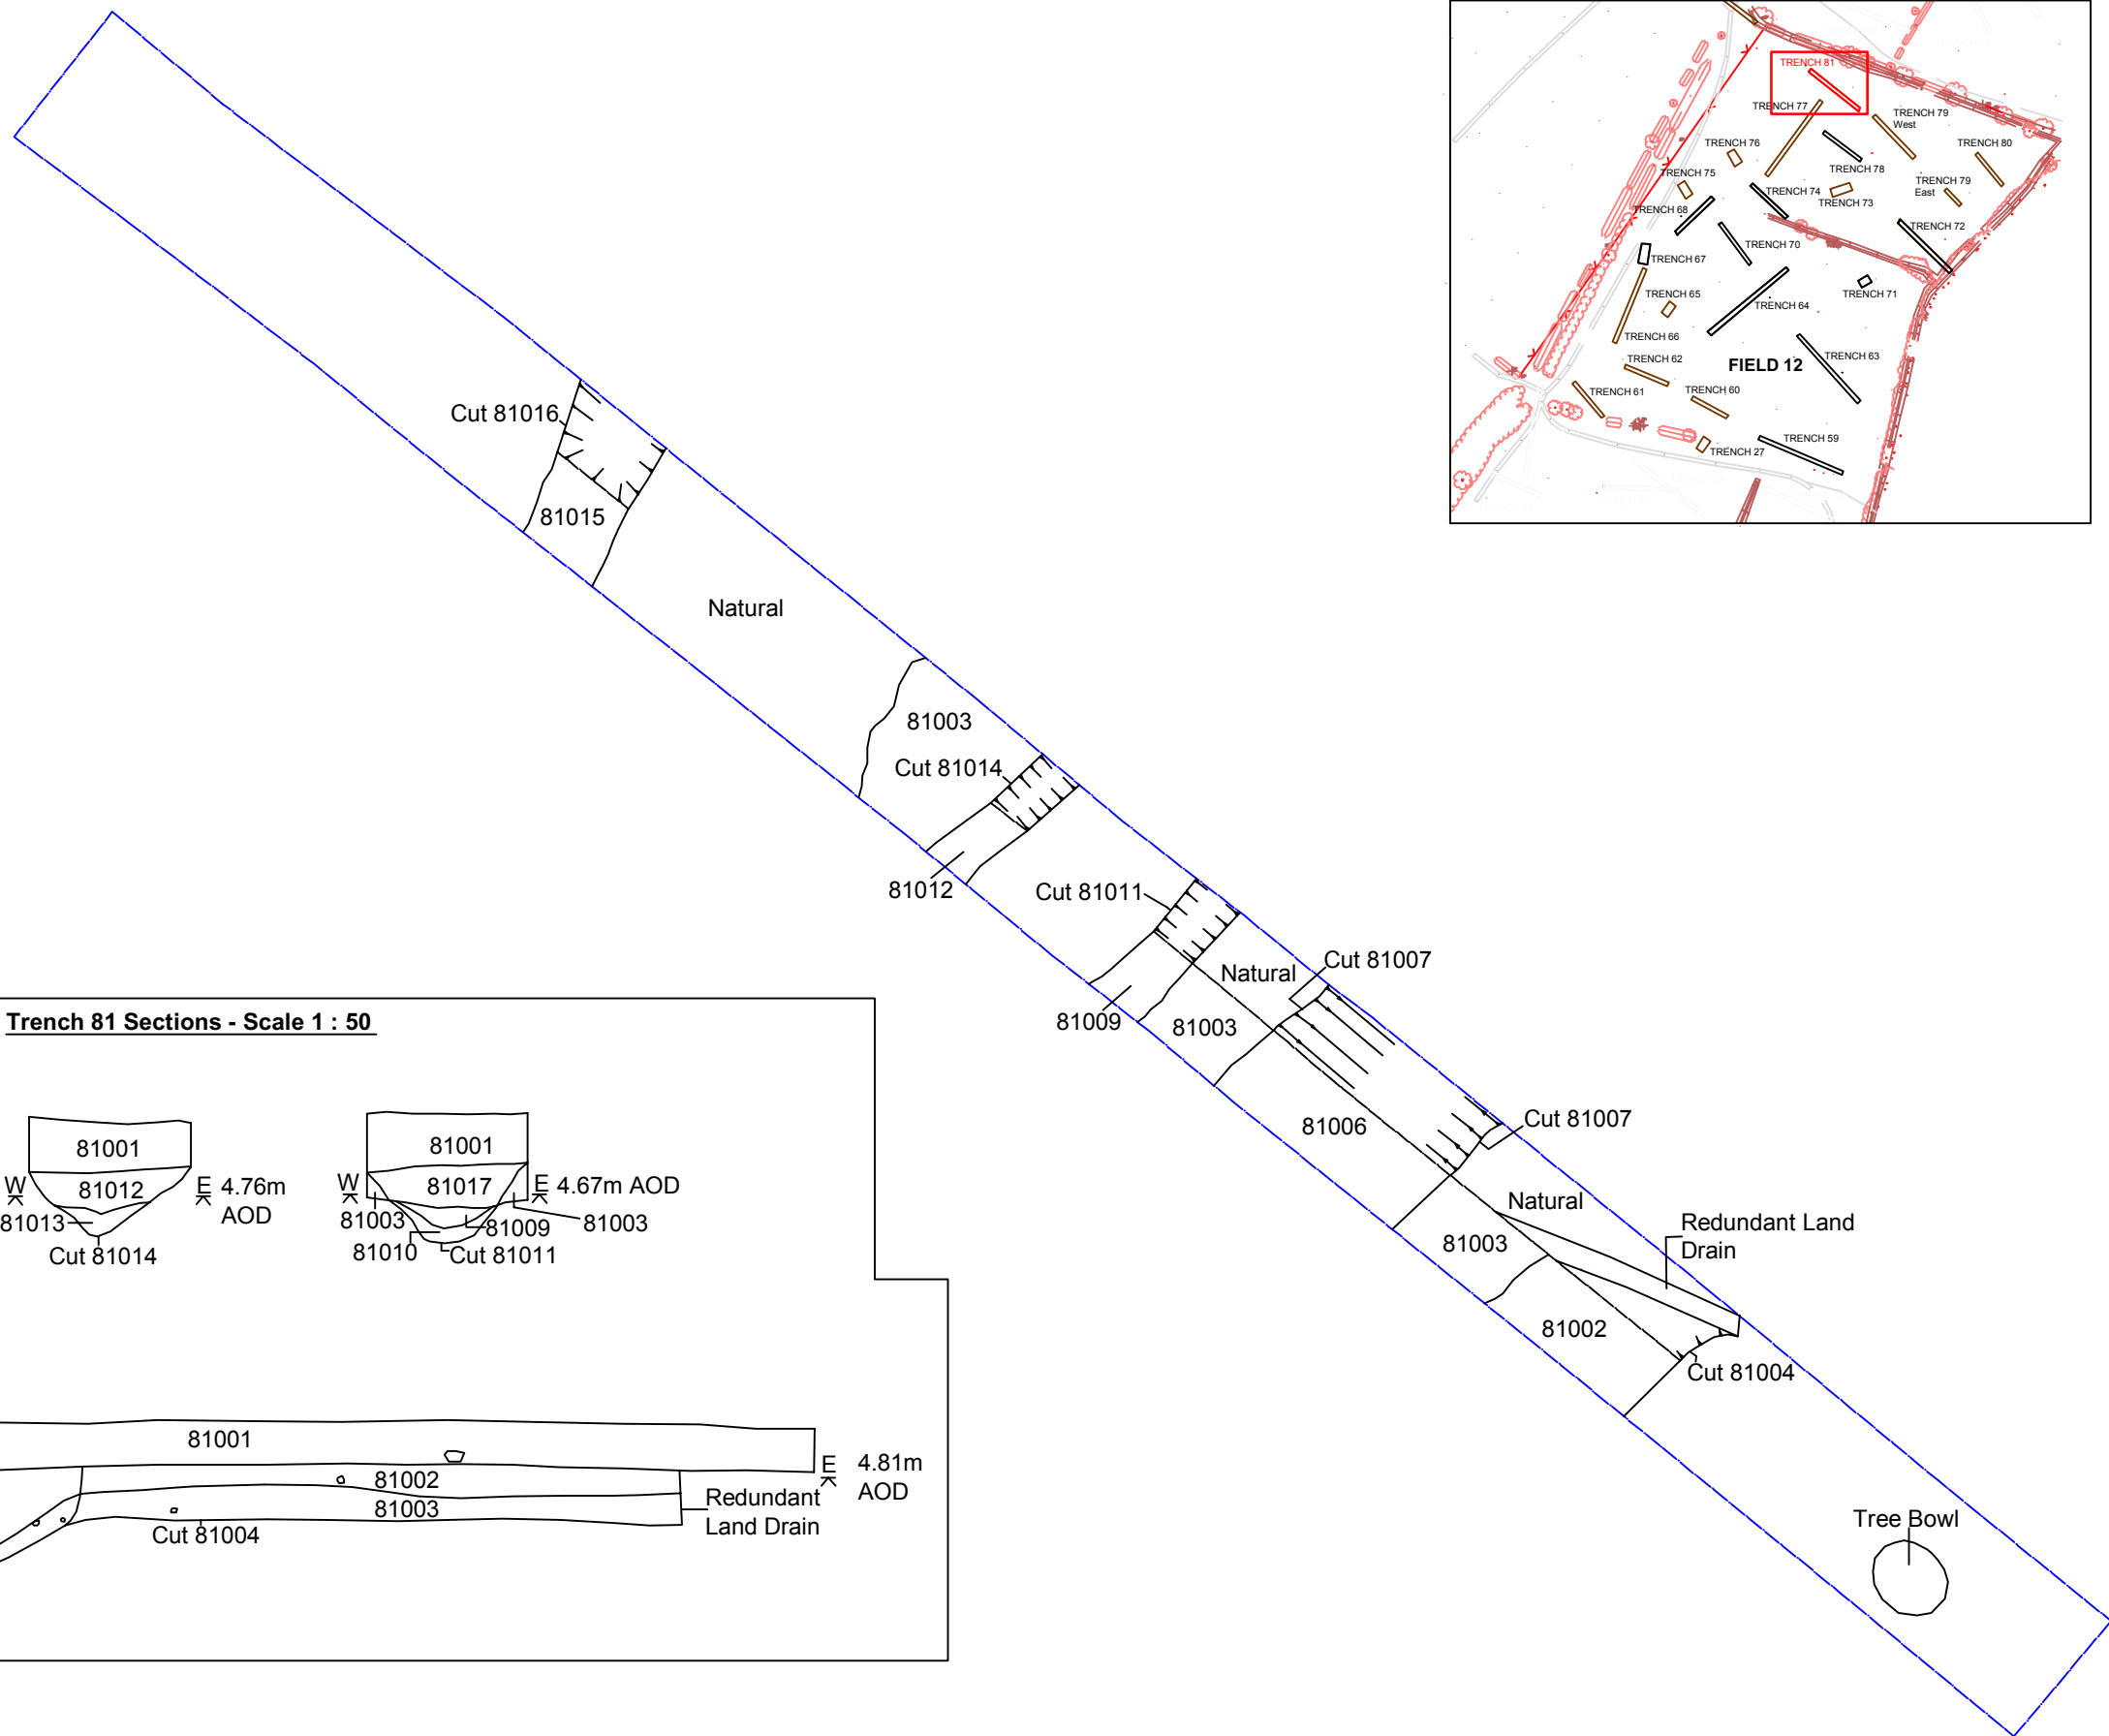 TRENCH 81
TRENCH 77
TRENCH 79
West
TRENCH 76
TRENCH 80
TRENCH 78
TRENCH 75
TRENCH 79
East
TRENCH 74
TRENCH 73
TRENCH 68
TRENCH 72
TRENCH 70
TRENCH 67
TRENCH 65
TRENCH 71
TRENCH 64
TRENCH 66
TRENCH 62
FIELD 12
TRENCH 63
TRENCH 61
TRENCH 60
TRENCH 59
TRENCH 27
Cut 81016
81015
Natural
81003
Cut 81014
81012
Cut 81011
81009
Natural
Cut 81007
81003
81006
Cut 81007
Natural
81003
Redundant Land
Drain
81002
Cut 81004
Tree Bowl
Trench 81 Sections - Scale 1 : 50
81001
W
81012
E 4.76m
AOD
81013
Cut 81014
81001
W
81017
E 4.67m AOD
81003
81009
81003
81010
Cut 81011
81001
81002
E 4.81m
AOD
81003
Redundant
Land Drain
Cut 81004